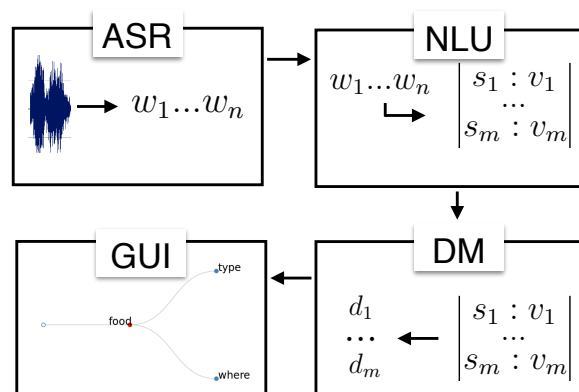 ASR
w₁...wₙ
NLU
w₁...wₙ
s₁ : v₁
...
sₘ : vₘ
GUI
type
food
where
DM
d₁
...
dₘ
s₁ : v₁
...
sₘ : vₘ